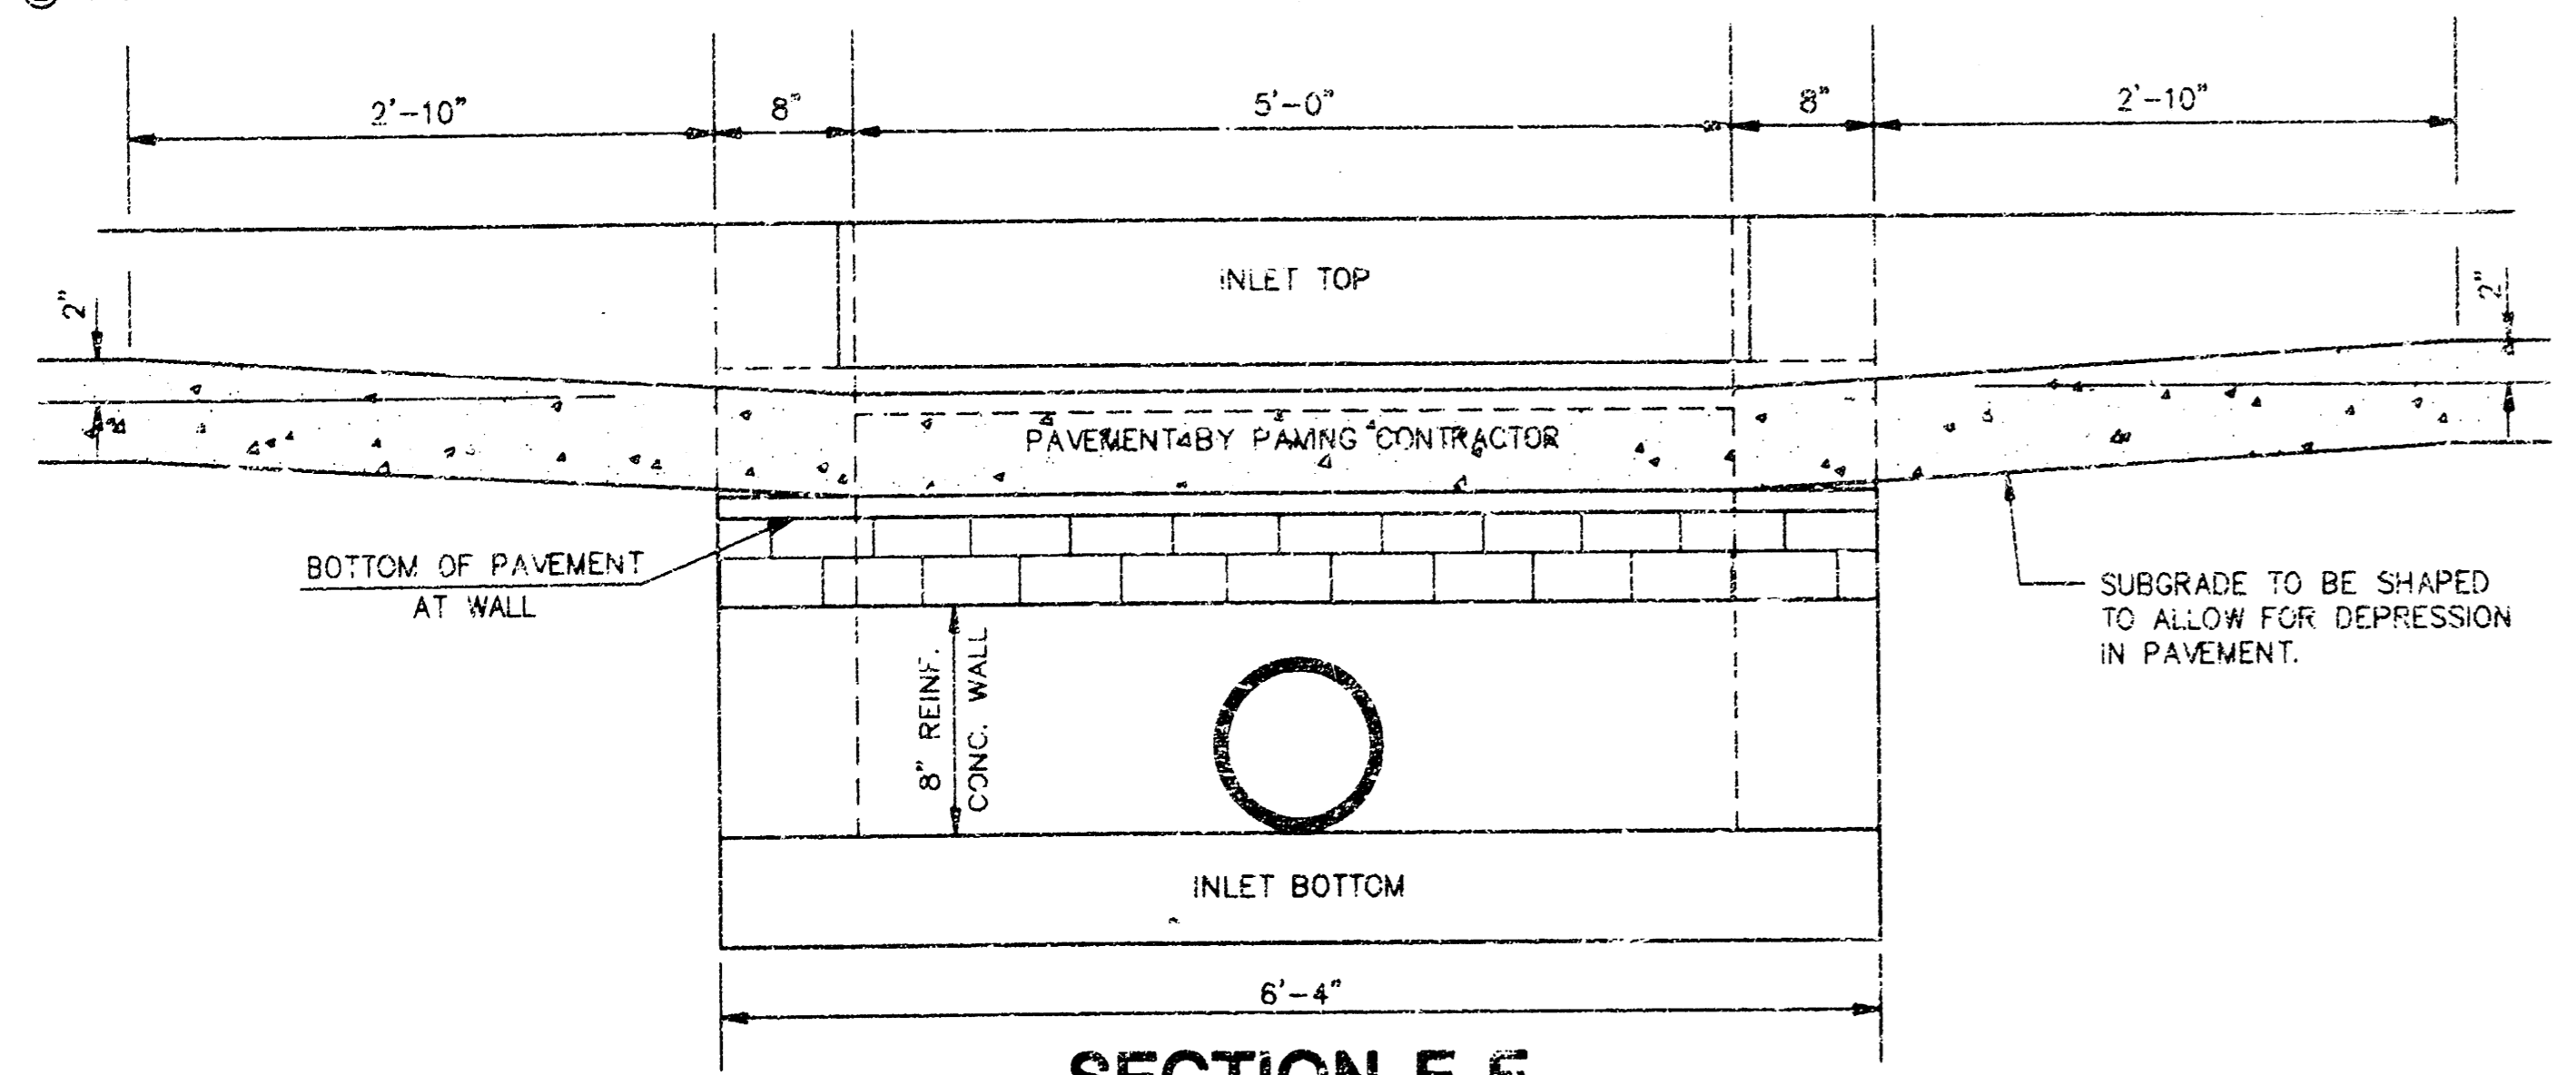 2'-10" 8" 5'-0" 8" 2'-10"
INLET TOP
2" 2"
PAVEMENT BY PAVING CONTRACTOR
BOTTOM OF PAVEMENT
AT WALL
SUBGRADE TO BE SHAPED
TO ALLOW FOR DEPRESSION
IN PAVEMENT.
8" REINF.
CONC. WALL
INLET BOTTOM
6'-4"